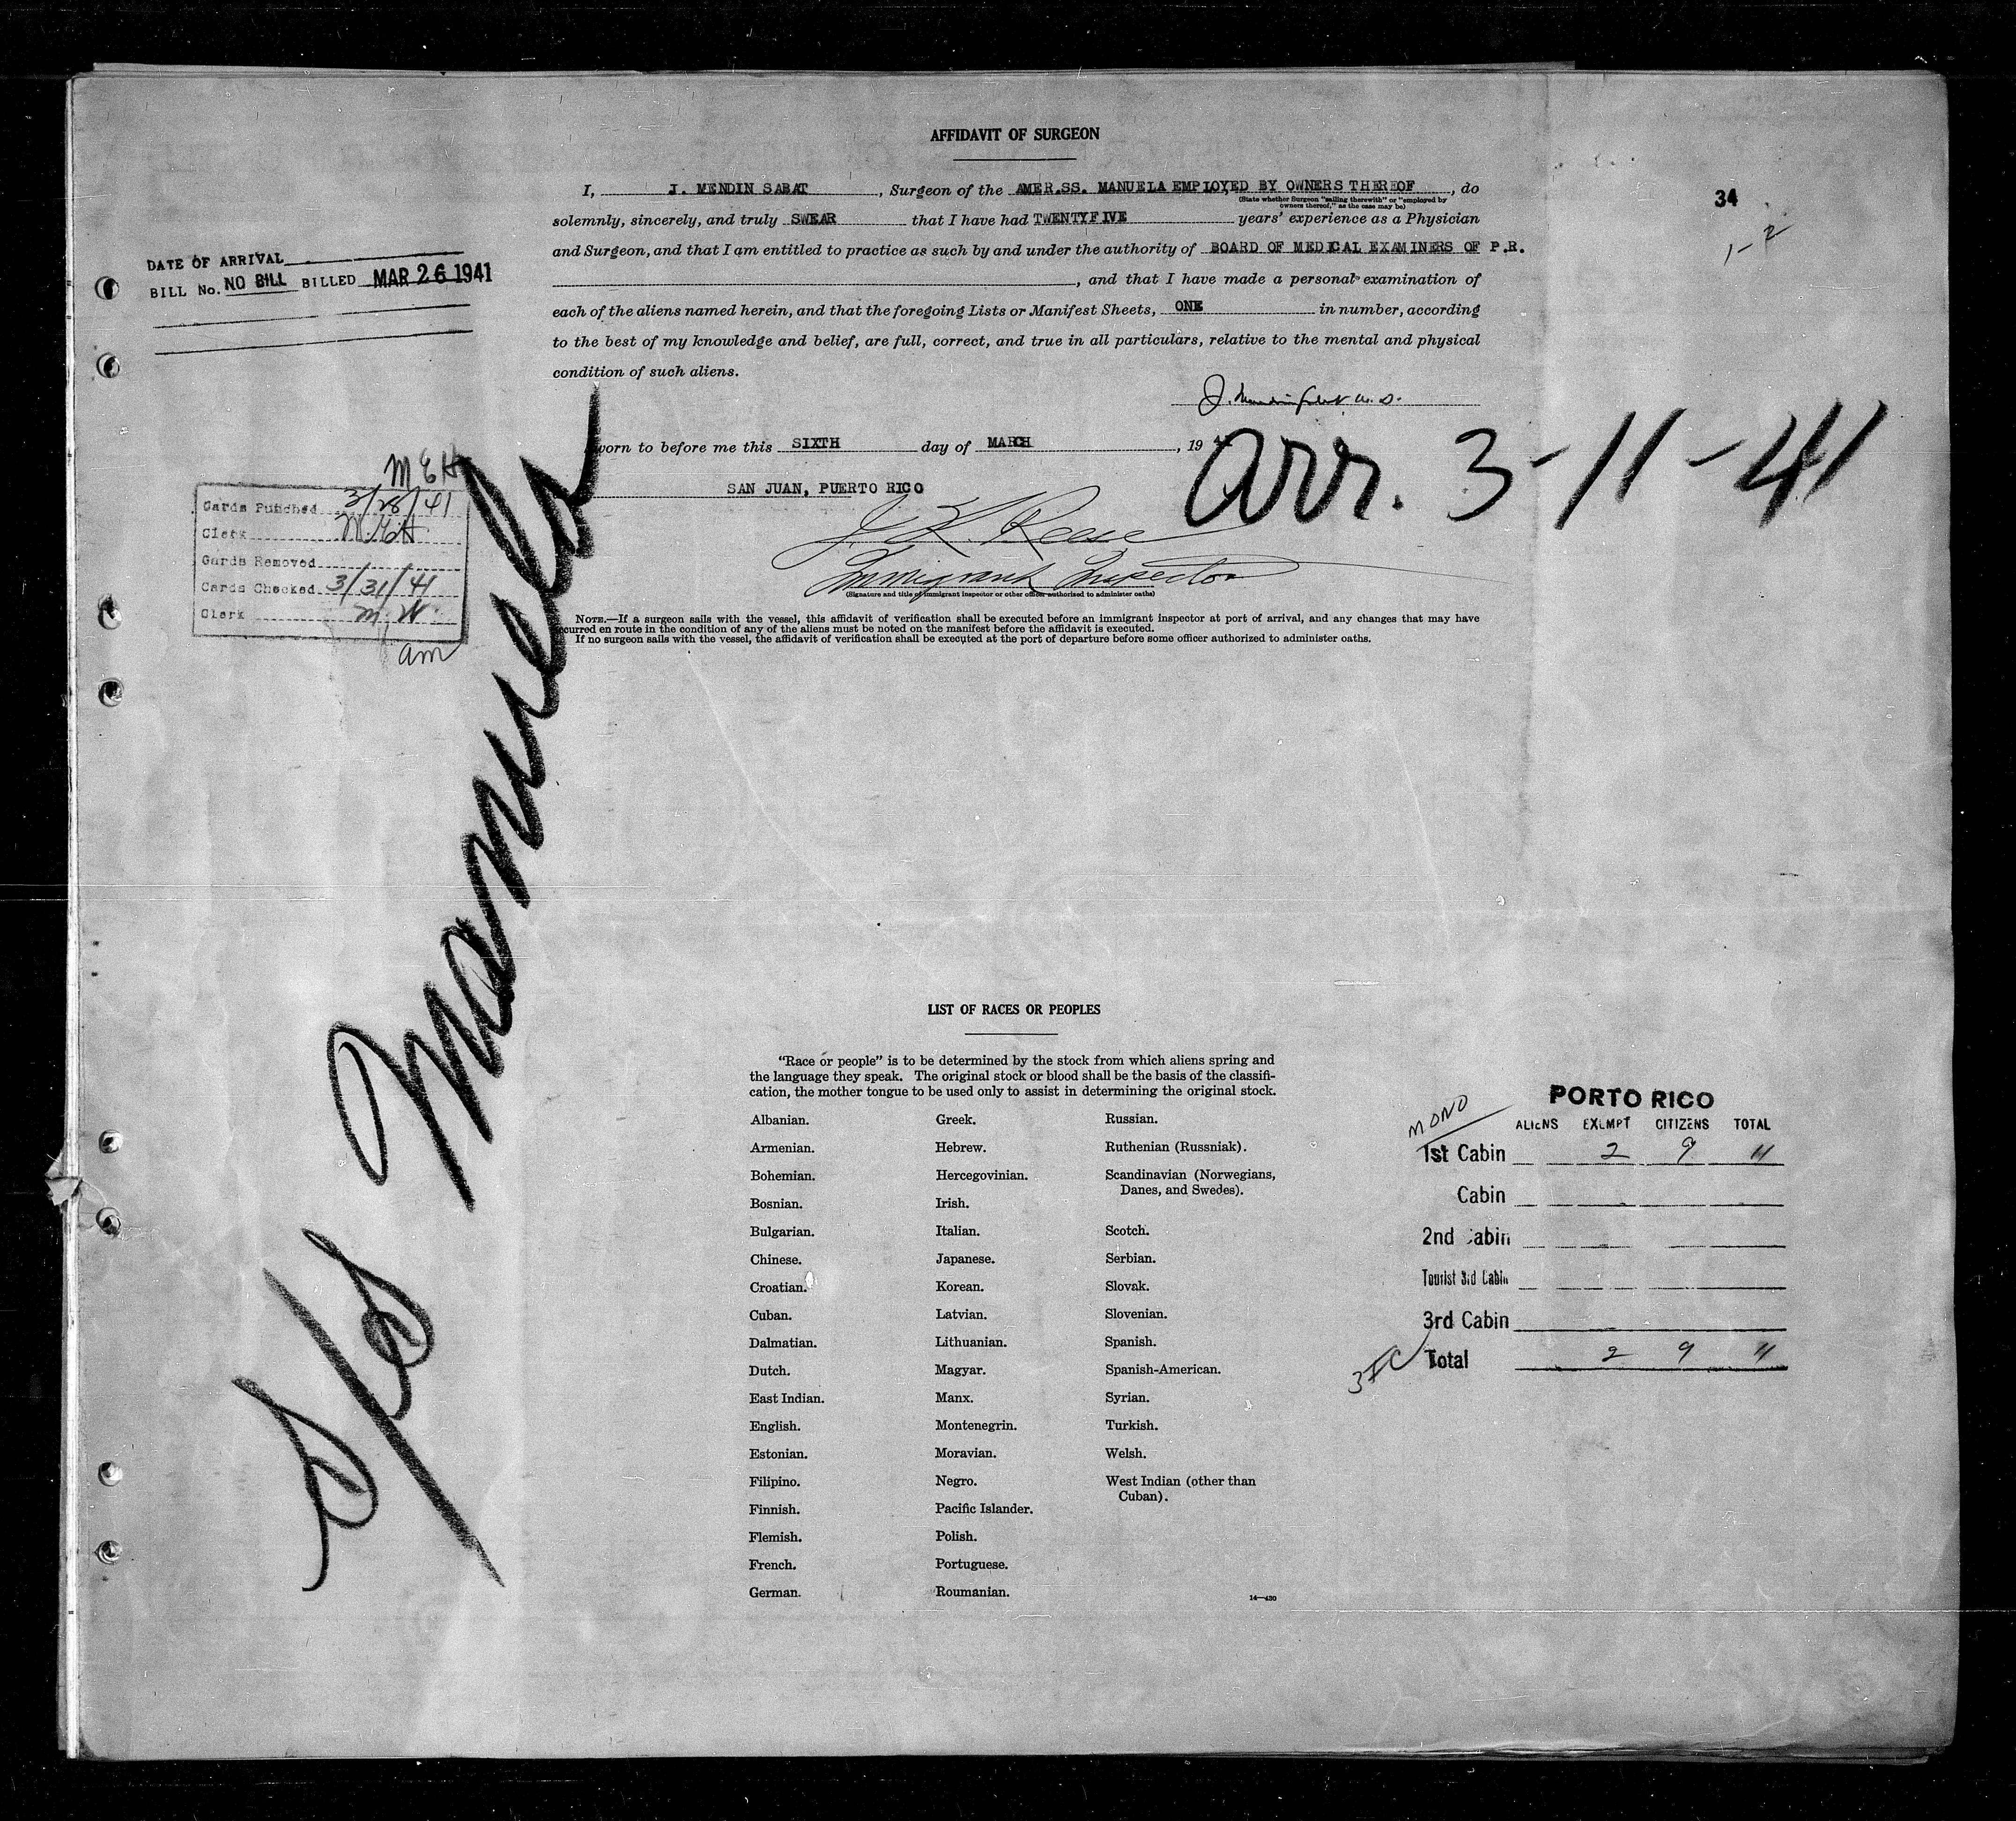 AFFIDAVIT OF SURGEON
I, J. MENDIN SABAT, Surgeon of the AMER.SS. MANUELA EMPLOYED BY OWNERS THEREOF, do
(State whether Surgeon "sailing therewith" or "employed by
owners thereof," as the case may be)
solemnly, sincerely, and truly SWEAR that I have had TWENTYFIVE years' experience as a Physician
and Surgeon, and that I am entitled to practice as such by and under the authority of BOARD OF MEDICAL EXAMINERS OF P.R.
, and that I have made a personal examination of
each of the aliens named herein, and that the foregoing Lists or Manifest Sheets, ONE in number, according
to the best of my knowledge and belief, are full, correct, and true in all particulars, relative to the mental and physical
condition of such aliens.
34
1-2
DATE OF ARRIVAL
BILL No. NO BILL BILLED MAR 26 1941
worn to before me this SIXTH day of MARCH, 19
arr. 3-11-41
SAN JUAN, PUERTO RICO
J. K. Reese
Immigrant Inspector
(Signature and title of immigrant inspector or other officer authorized to administer oaths)
NOTE.—If a surgeon sails with the vessel, this affidavit of verification shall be executed before an immigrant inspector at port of arrival, and any changes that may have
curred en route in the condition of any of the aliens must be noted on the manifest before the affidavit is executed.
If no surgeon sails with the vessel, the affidavit of verification shall be executed at the port of departure before some officer authorized to administer oaths.
MEH
Cards Punched 3/28/41
Clerk MEH
Cards Removed
Cards Checked 3/31/41
Clerk M.W.
am
S/S Manuela
LIST OF RACES OR PEOPLES
"Race or people" is to be determined by the stock from which aliens spring and
the language they speak. The original stock or blood shall be the basis of the classifi-
cation, the mother tongue to be used only to assist in determining the original stock.
Albanian.
Armenian.
Bohemian.
Bosnian.
Bulgarian.
Chinese.
Croatian.
Cuban.
Dalmatian.
Dutch.
East Indian.
English.
Estonian.
Filipino.
Finnish.
Flemish.
French.
German.
Greek.
Hebrew.
Hercegovinian.
Irish.
Italian.
Japanese.
Korean.
Latvian.
Lithuanian.
Magyar.
Manx.
Montenegrin.
Moravian.
Negro.
Pacific Islander.
Polish.
Portuguese.
Roumanian.
Russian.
Ruthenian (Russniak).
Scandinavian (Norwegians,
Danes, and Swedes).
Scotch.
Serbian.
Slovak.
Slovenian.
Spanish.
Spanish-American.
Syrian.
Turkish.
Welsh.
West Indian (other than
Cuban).
14—430
PORTO RICO
MONO
ALIENS EXEMPT CITIZENS TOTAL
1st Cabin 2 9 11
Cabin
2nd Cabin
Tourist 3rd Cabin
3rd Cabin
Total 2 9 11